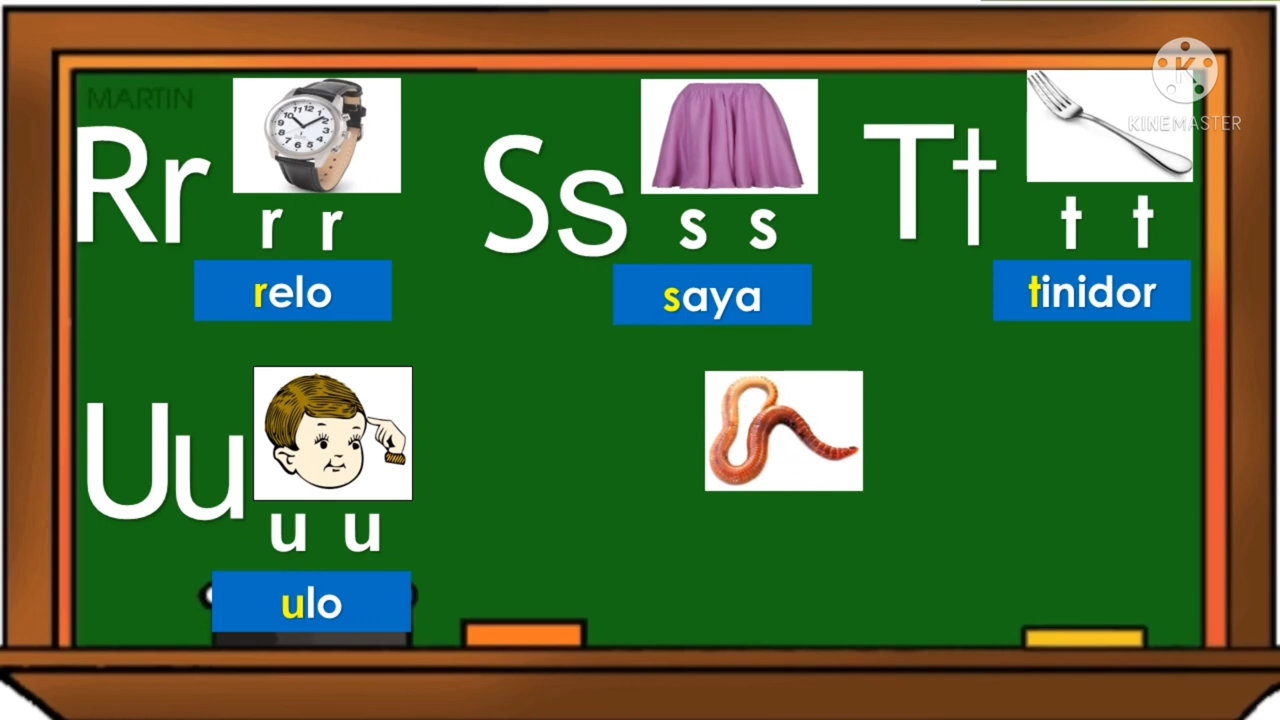 MARTIN
KINEMASTER
Rr
r r
relo
Ss
s s
saya
Tt
t t
tinidor
Uu
u u
ulo